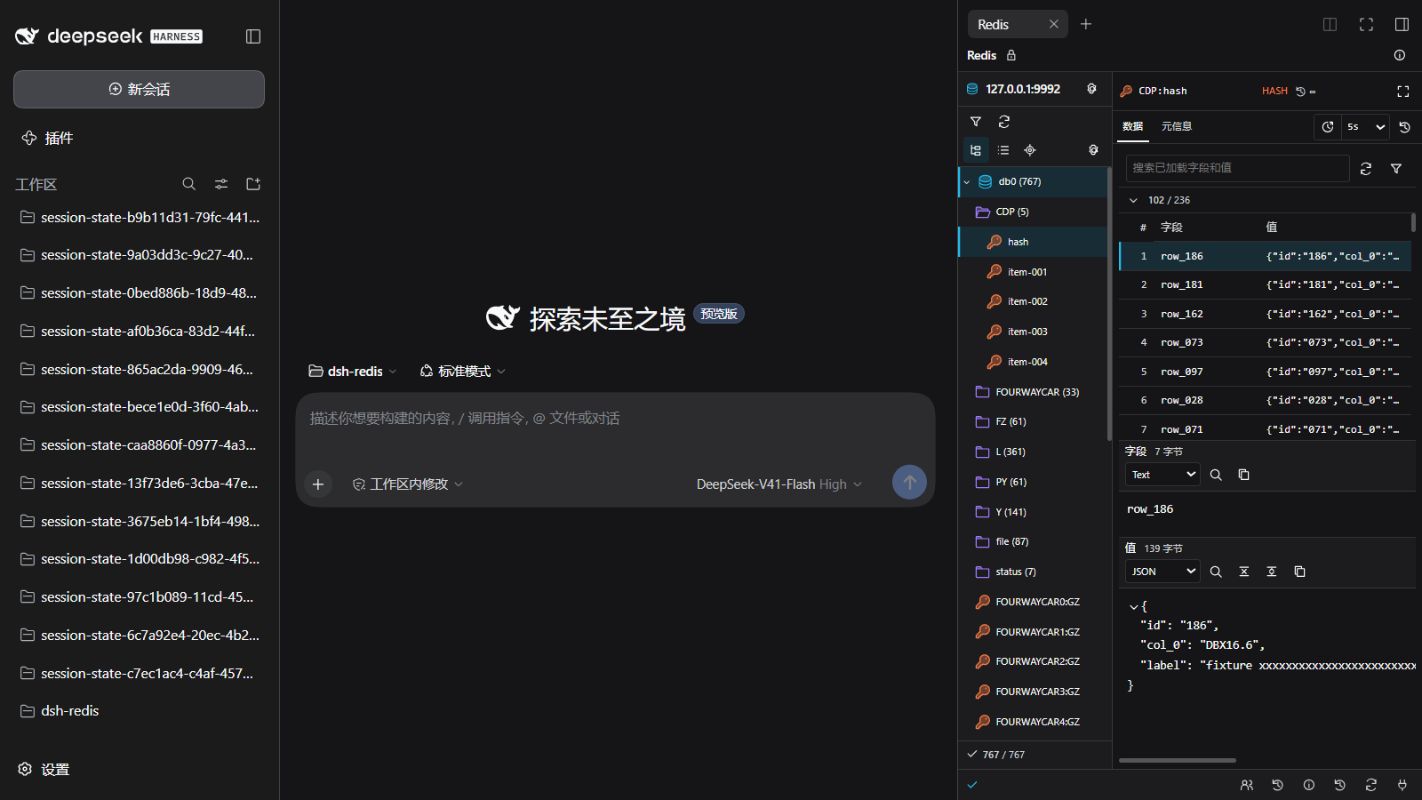 deepseek HARNESS
新会话
插件
工作区
session-state-b9b11d31-79fc-441...
session-state-9a03dd3c-9c27-40...
session-state-0bed886b-18d9-48...
session-state-af0b36ca-83d2-44f...
session-state-865ac2da-9909-46...
session-state-bece1e0d-3f60-4ab...
session-state-caa8860f-0977-4a3...
session-state-13f73de6-3cba-47e...
session-state-3675eb14-1bf4-498...
session-state-1d00db98-c982-4f5...
session-state-97c1b089-11cd-45...
session-state-6c7a92e4-20ec-4b2...
session-state-c7ec1ac4-c4af-457...
dsh-redis
设置
探索未至之境 预览版
dsh-redis 标准模式
描述你想要构建的内容, / 调用指令, @ 文件或对话
工作区内修改 DeepSeek-V41-Flash High
Redis
Redis
127.0.0.1:9992
db0 (767)
CDP (5)
hash
item-001
item-002
item-003
item-004
FOURWAYCAR (33)
FZ (61)
L (361)
PY (61)
Y (141)
file (87)
status (7)
FOURWAYCAR0:GZ
FOURWAYCAR1:GZ
FOURWAYCAR2:GZ
FOURWAYCAR3:GZ
FOURWAYCAR4:GZ
767 / 767
CDP:hash HASH ∞
数据 元信息 5s
搜索已加载字段和值
102 / 236
# 字段 值
1 row_186 {"id":"186","col_0":"…
2 row_181 {"id":"181","col_0":"…
3 row_162 {"id":"162","col_0":"…
4 row_073 {"id":"073","col_0":"…
5 row_097 {"id":"097","col_0":"…
6 row_028 {"id":"028","col_0":"…
7 row_071 {"id":"071","col_0":"…
字段 7 字节
Text
row_186
值 139 字节
JSON
{
"id": "186",
"col_0": "DBX16.6",
"label": "fixture xxxxxxxxxxxxxxxxxxxxxxxx
}